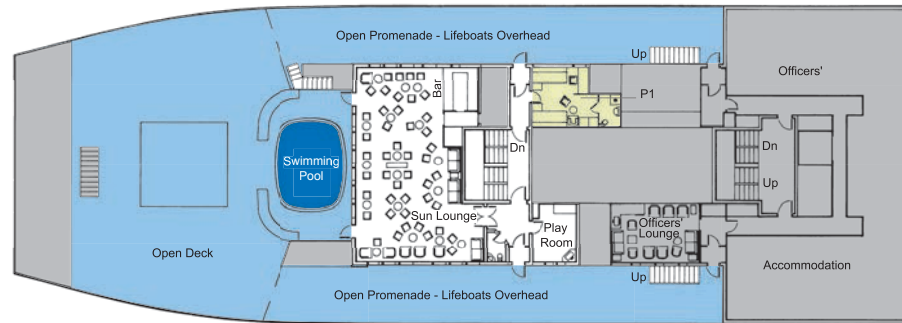 Open Promenade - Lifeboats Overhead
Up
Officers'
Bar
P1
Dn
Dn
Swimming
Pool
Up
Sun Lounge
Play
Room
Officers'
Lounge
Open Deck
Accommodation
Up
Open Promenade - Lifeboats Overhead